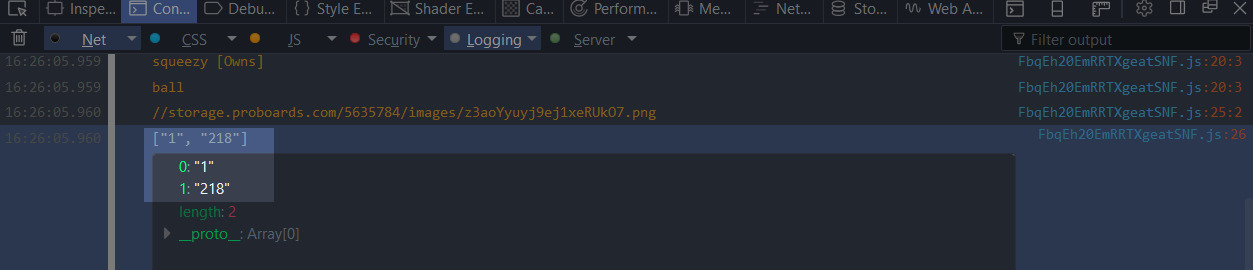 Inspe... Con... Debu... Style E... Shader E... Ca... Perform... Me... Net... Sto... Web A...
Net CSS JS Security Logging Server Filter output
16:26:05.959 squeezy [Owns] FbqEh20EmRRTXgeatSNF.js:20:3
16:26:05.959 ball FbqEh20EmRRTXgeatSNF.js:20:3
16:26:05.960 //storage.proboards.com/5635784/images/z3aoYyuyj9ej1xeRUkO7.png FbqEh20EmRRTXgeatSNF.js:25:2
16:26:05.960 ["1", "218"] FbqEh20EmRRTXgeatSNF.js:26
0: "1"
1: "218"
length: 2
__proto__: Array[0]